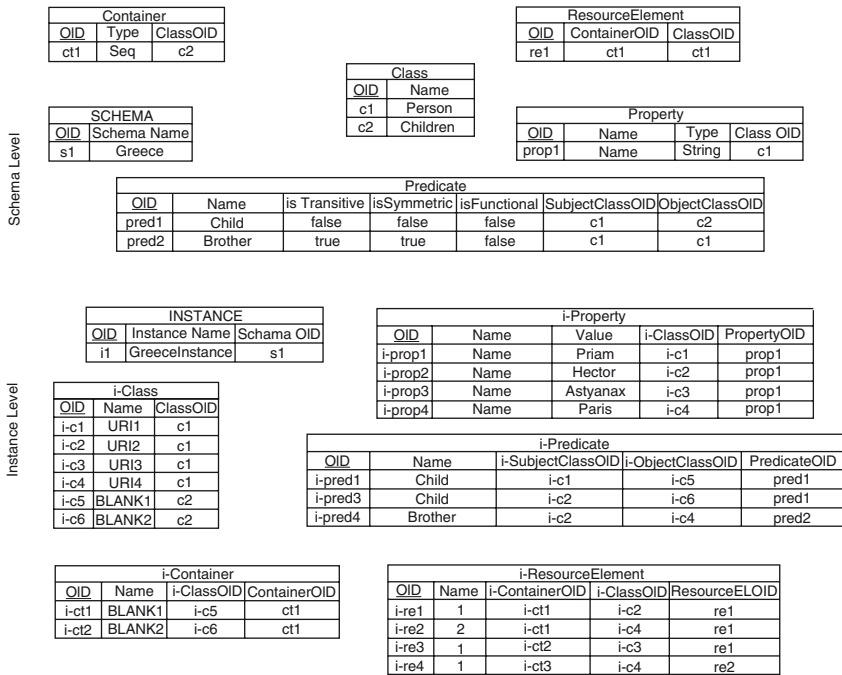 Schema Level
Container
OID Type ClassOID
ct1 Seq c2
ResourceElement
OID ContainerOID ClassOID
re1 ct1 ct1
Class
OID Name
c1 Person
c2 Children
SCHEMA
OID Schema Name
s1 Greece
Property
OID Name Type Class OID
prop1 Name String c1
Predicate
OID Name is Transitive isSymmetric isFunctional SubjectClassOID ObjectClassOID
pred1 Child false false false c1 c2
pred2 Brother true true false c1 c1
Instance Level
INSTANCE
OID Instance Name Schama OID
i1 GreeceInstance s1
i-Property
OID Name Value i-ClassOID PropertyOID
i-prop1 Name Priam i-c1 prop1
i-prop2 Name Hector i-c2 prop1
i-prop3 Name Astyanax i-c3 prop1
i-prop4 Name Paris i-c4 prop1
i-Class
OID Name ClassOID
i-c1 URI1 c1
i-c2 URI2 c1
i-c3 URI3 c1
i-c4 URI4 c1
i-c5 BLANK1 c2
i-c6 BLANK2 c2
i-Predicate
OID Name i-SubjectClassOID i-ObjectClassOID PredicateOID
i-pred1 Child i-c1 i-c5 pred1
i-pred3 Child i-c2 i-c6 pred1
i-pred4 Brother i-c2 i-c4 pred2
i-Container
OID Name i-ClassOID ContainerOID
i-ct1 BLANK1 i-c5 ct1
i-ct2 BLANK2 i-c6 ct1
i-ResourceElement
OID Name i-ContainerOID i-ClassOID ResourceELOID
i-re1 1 i-ct1 i-c2 re1
i-re2 2 i-ct1 i-c4 re1
i-re3 1 i-ct2 i-c3 re1
i-re4 1 i-ct3 i-c4 re2